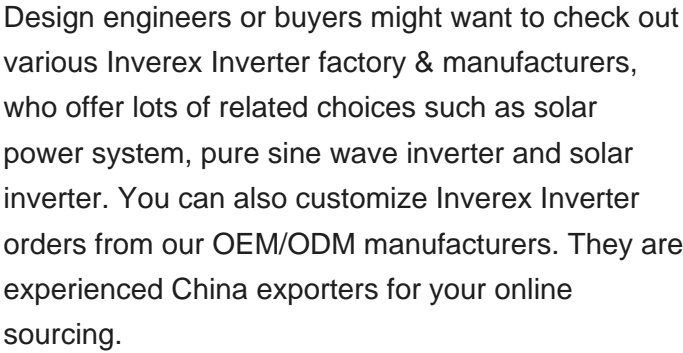 Design engineers or buyers might want to check out
various Inverex Inverter factory & manufacturers,
who offer lots of related choices such as solar
power system, pure sine wave inverter and solar
inverter. You can also customize Inverex Inverter
orders from our OEM/ODM manufacturers. They are
experienced China exporters for your online
sourcing.